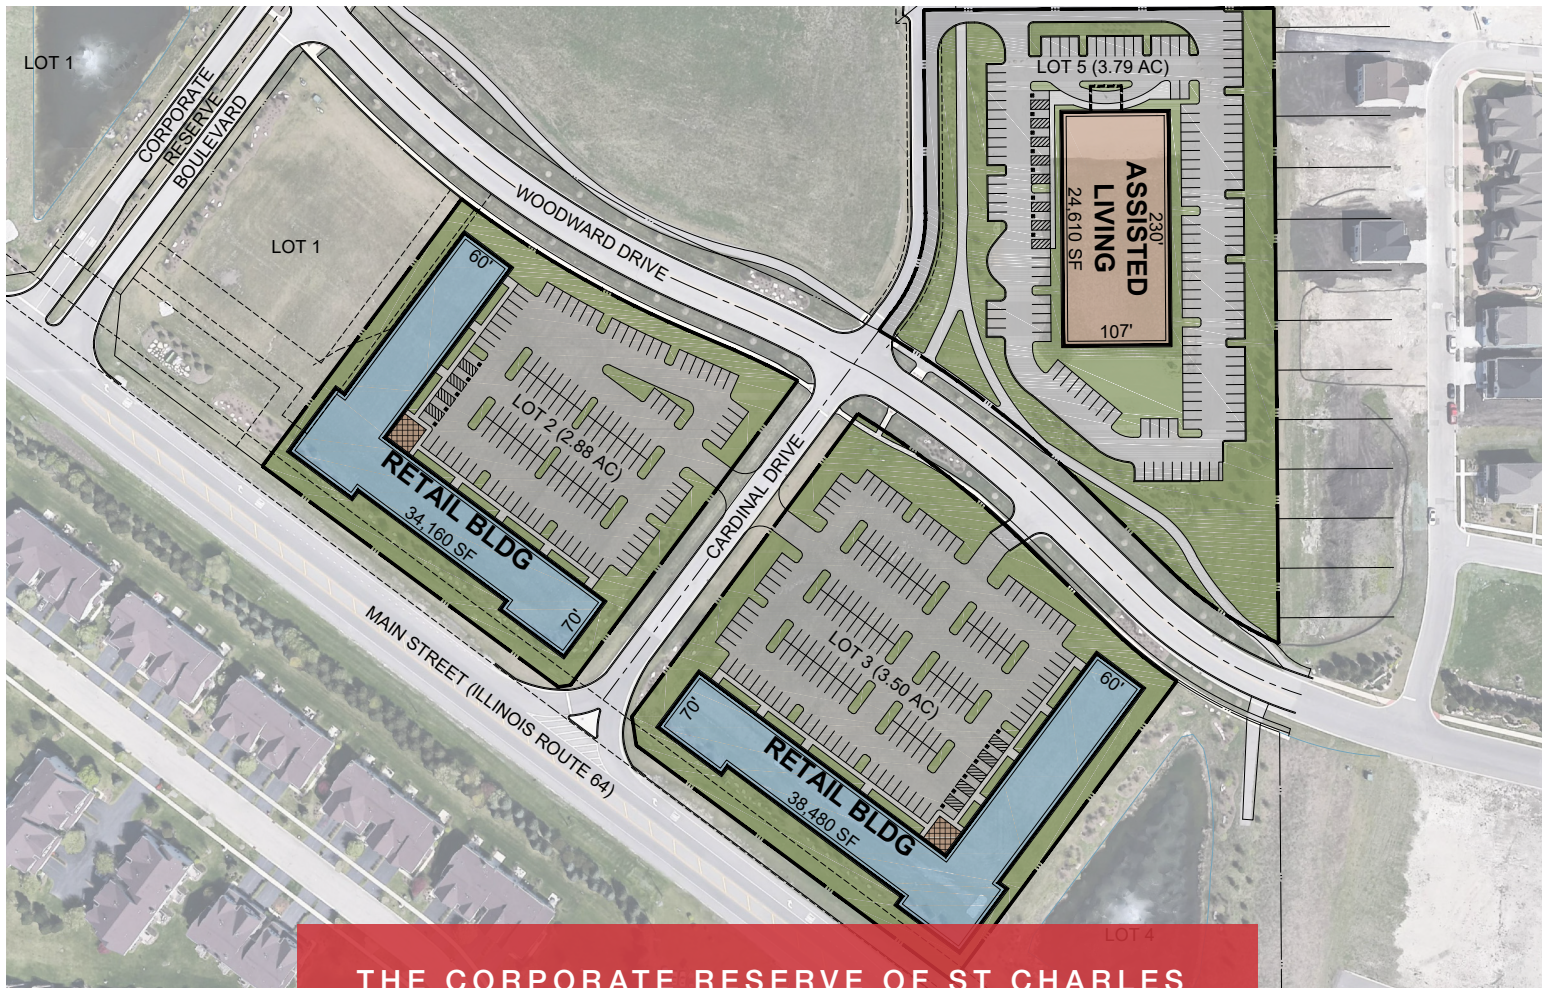 LOT 1
CORPORATE
RESERVE
BOULEVARD
LOT 1
WOODWARD DRIVE
LOT 5 (3.79 AC)
ASSISTED
LIVING
230'
24,610 SF
107'
60'
LOT 2 (2.88 AC)
RETAIL BLDG
34,160 SF
70'
CARDINAL DRIVE
MAIN STREET (ILLINOIS ROUTE 64)
LOT 3 (3.50 AC)
60'
70'
RETAIL BLDG
38,480 SF
LOT 4
THE CORPORATE RESERVE OF ST CHARLES